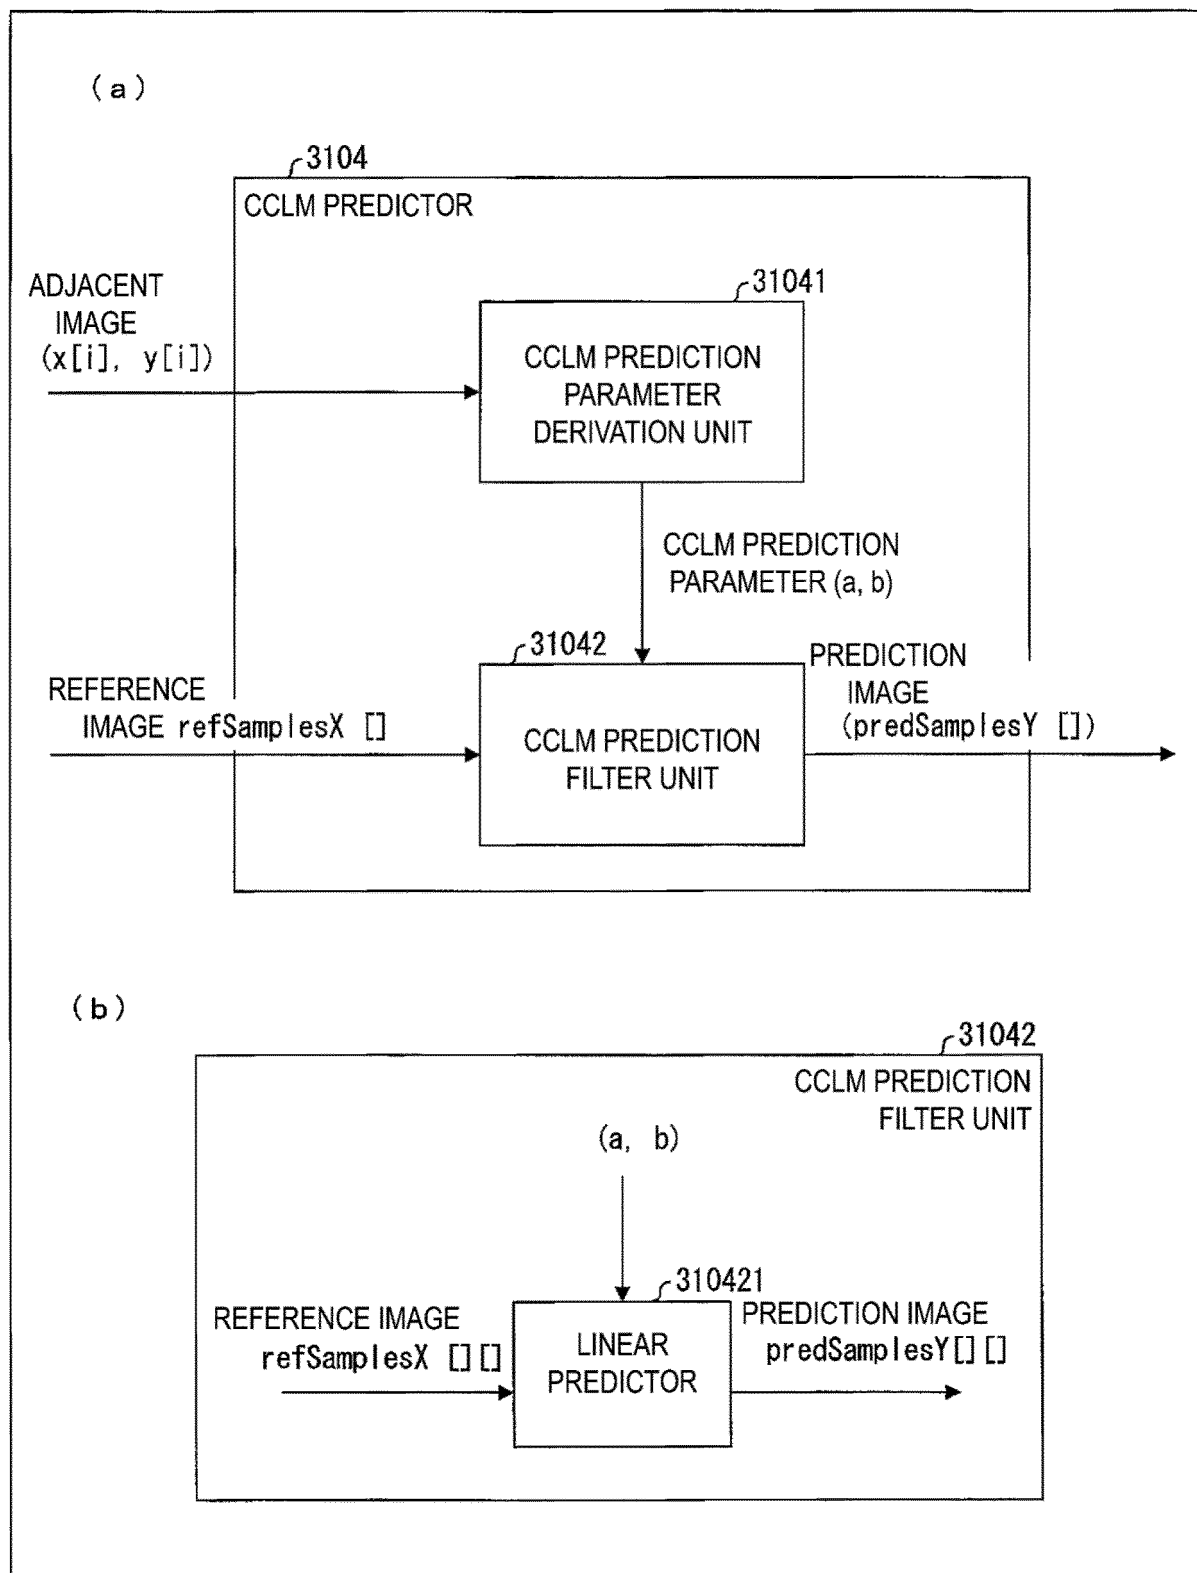 (a)
3104
CCLM PREDICTOR
ADJACENT
IMAGE
(x[i], y[i])
31041
CCLM PREDICTION
PARAMETER
DERIVATION UNIT
CCLM PREDICTION
PARAMETER (a, b)
31042
REFERENCE
IMAGE refSamplesX []
CCLM PREDICTION
FILTER UNIT
PREDICTION
IMAGE
(predSamplesY [])
(b)
31042
CCLM PREDICTION
FILTER UNIT
(a, b)
310421
REFERENCE IMAGE
refSamplesX [][]
LINEAR
PREDICTOR
PREDICTION IMAGE
predSamplesY[][]